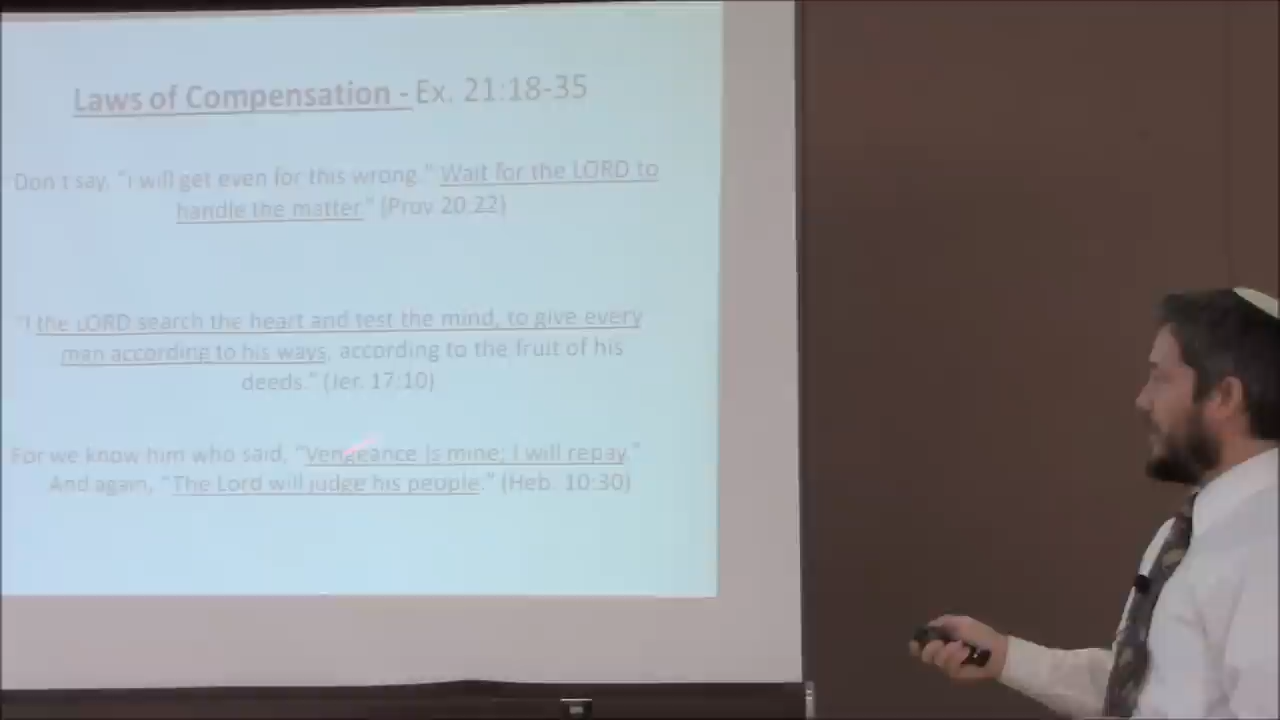 Laws of Compensation - Ex. 21:18-35
Don't say, "I will get even for this wrong." Wait for the LORD to
handle the matter." (Prov 20:22)
"I the LORD search the heart and test the mind, to give every
man according to his ways, according to the fruit of his
deeds." (Jer. 17:10)
For we know him who said, "Vengeance is mine; I will repay."
And again, "The Lord will judge his people." (Heb. 10:30)